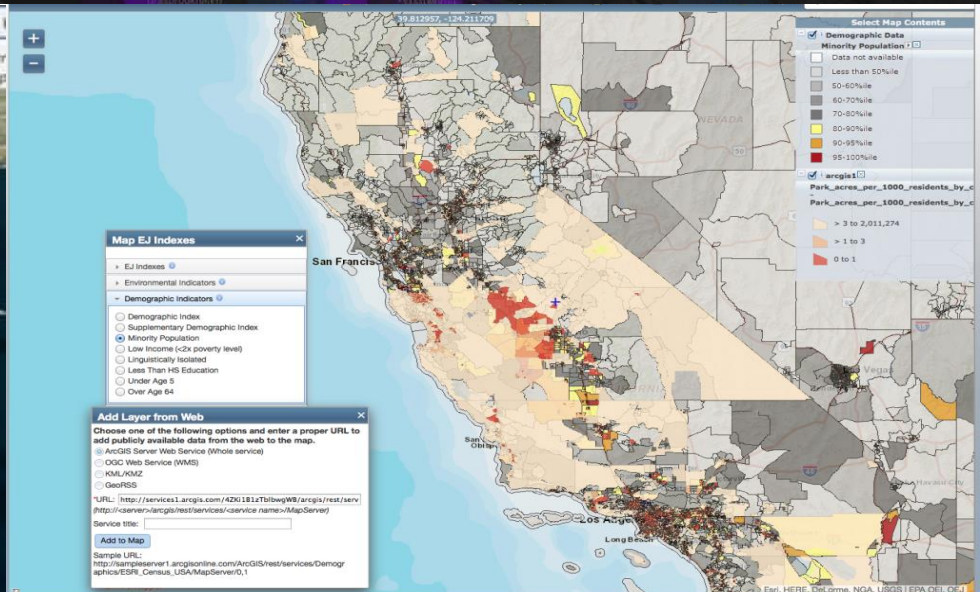 39.812957, -124.211709
+
−
Select Map Contents
Demographic Data
Minority Population
Data not available
Less than 50%ile
50-60%ile
60-70%ile
70-80%ile
80-90%ile
90-95%ile
95-100%ile
arcgis1
Park_acres_per_1000_residents_by_c
Park_acres_per_1000_residents_by_c
> 3 to 2,011,274
> 1 to 3
0 to 1
NEVADA
San Francis
Map EJ Indexes
EJ Indexes
Environmental Indicators
Demographic Indicators
Demographic Index
Supplementary Demographic Index
Minority Population
Low Income (<2x poverty level)
Linguistically Isolated
Less Than HS Education
Under Age 5
Over Age 64
Vegas
Lake Havasu City
Add Layer from Web
Choose one of the following options and enter a proper URL to
add publicly available data from the web to the map.
ArcGIS Server Web Service (Whole service)
OGC Web Service (WMS)
KML/KMZ
GeoRSS
*URL: http://services1.arcgis.com/4ZKi1B1zTblbwgWB/arcgis/rest/serv
(http://<server>/arcgis/rest/services/<service name>/MapServer)
Service title:
Add to Map
Sample URL:
http://sampleserver1.arcgisonline.com/ArcGIS/rest/services/Demogr
aphics/ESRI_Census_USA/MapServer/0,1
San
Obispo
Los Ange
Long Beach
Esri, HERE, DeLorme, NGA, USGS | EPA OEI, OEJ